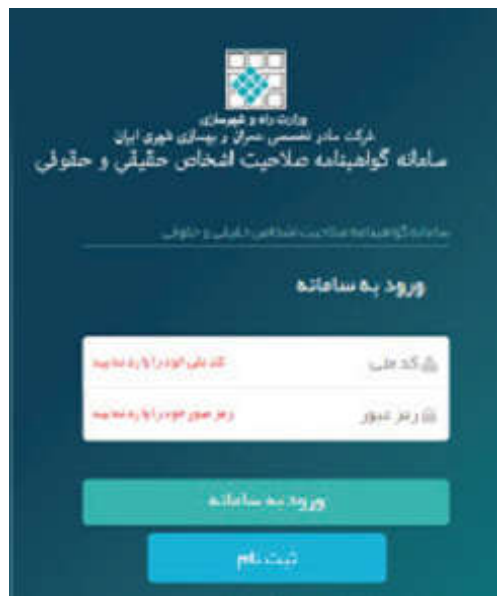 وزارت راه و شهرسازی
شرکت مادر تخصصی عمران و بهسازی شهری ایران
سامانه گواهینامه صلاحیت اشخاص حقیقی و حقوقی
سامانه گواهینامه صلاحیت اشخاص حقیقی و حقوقی
ورود به سامانه
کد ملی کد ملی خود را وارد نمایید
رمز عبور رمز عبور خود را وارد نمایید
ورود به سامانه
ثبت نام